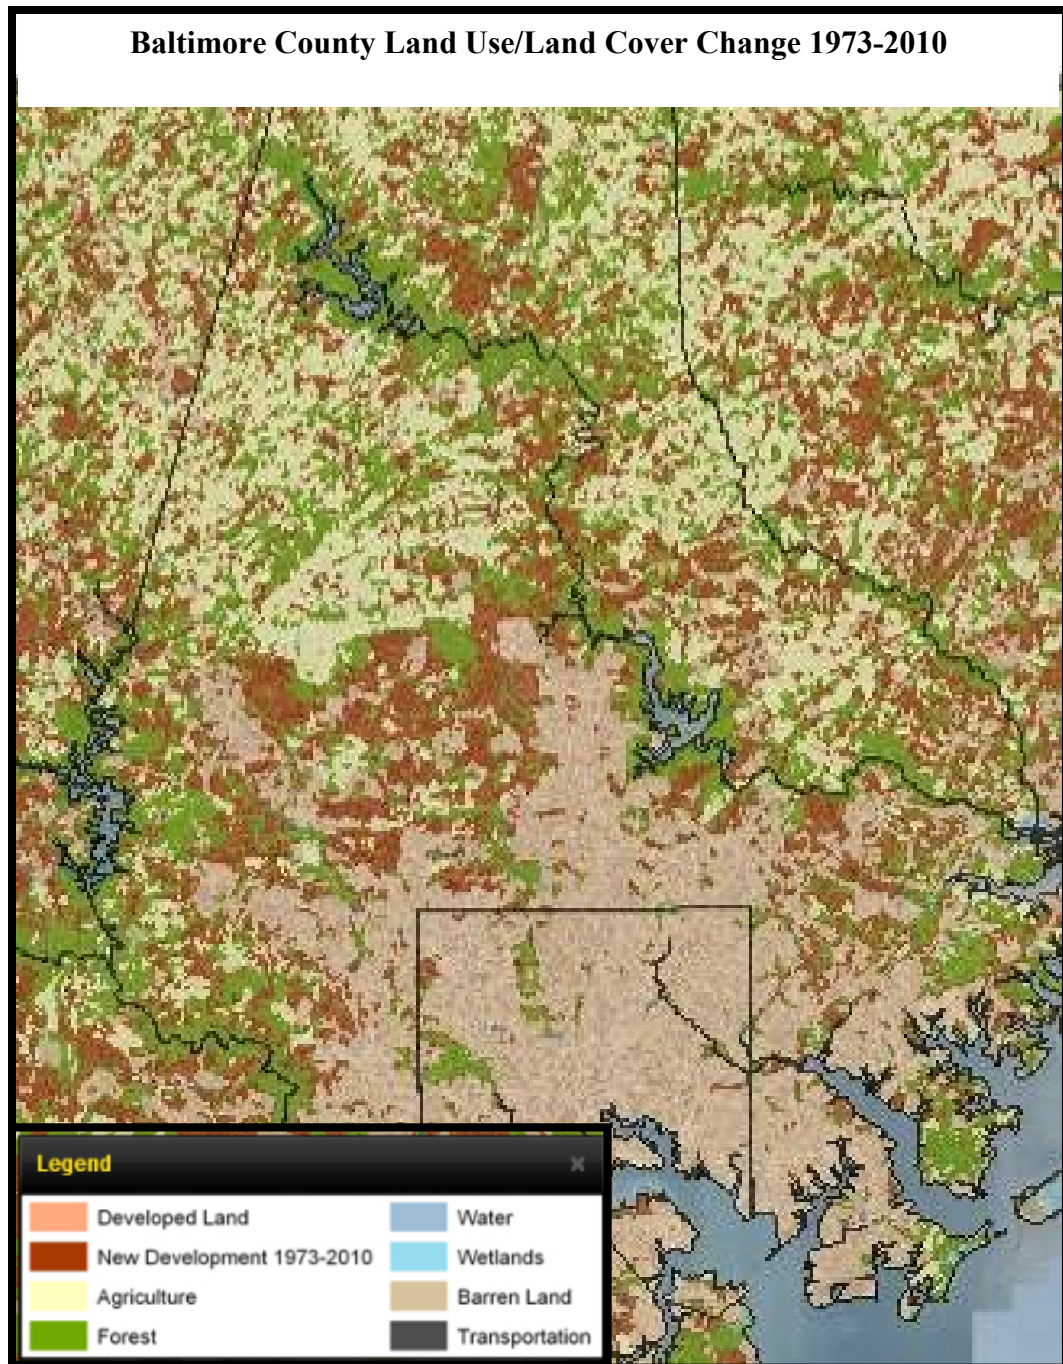 Baltimore County Land Use/Land Cover Change 1973-2010
Legend
Developed Land
New Development 1973-2010
Agriculture
Forest
Water
Wetlands
Barren Land
Transportation